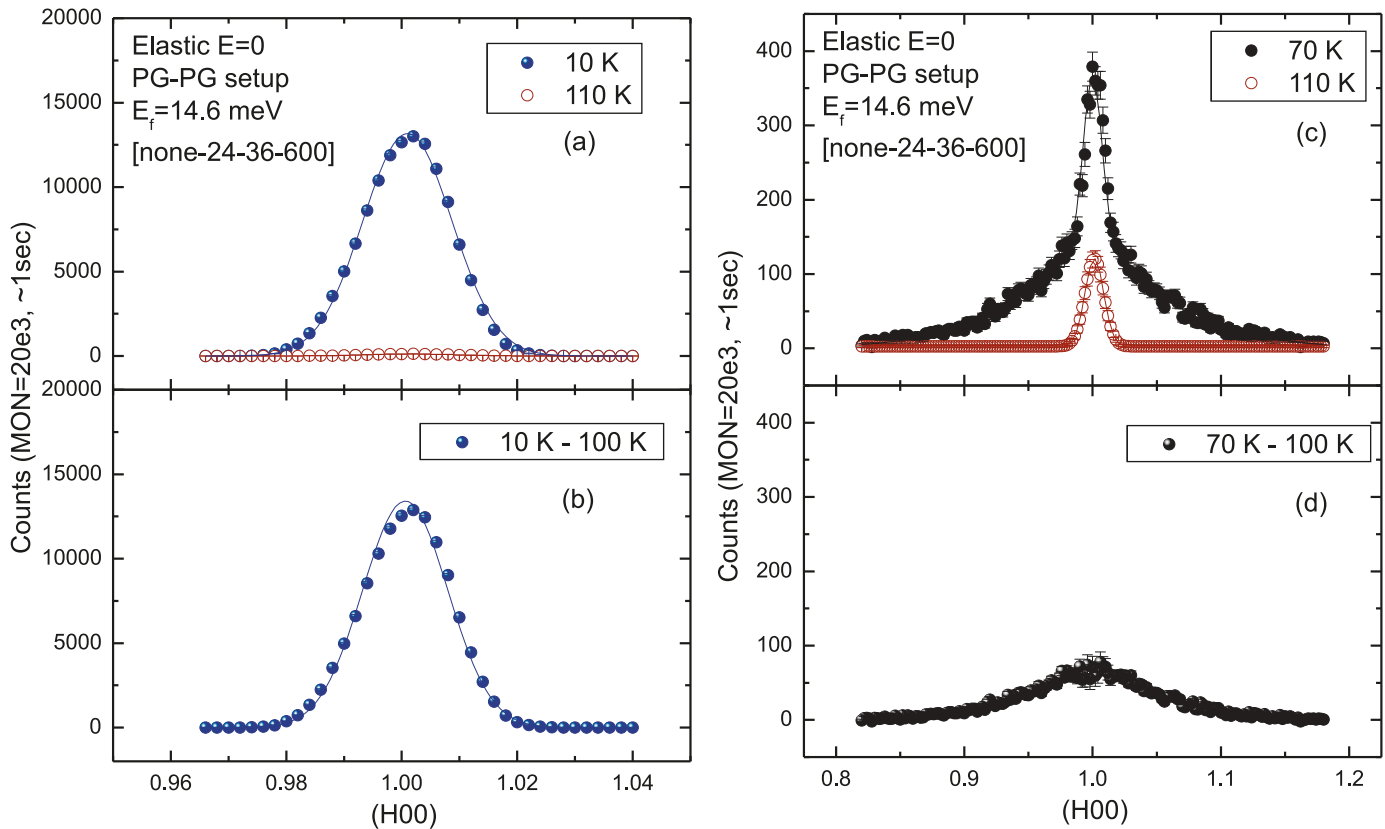 Elastic E=0
PG-PG setup
E_f=14.6 meV
[none-24-36-600]
10 K
110 K
(a)
20000
15000
10000
5000
0
10 K - 100 K
(b)
20000
15000
10000
5000
0
0.96
0.98
1.00
1.02
1.04
(H00)
Counts (MON=20e3, ~1sec)
Elastic E=0
PG-PG setup
E_f=14.6 meV
[none-24-36-600]
70 K
110 K
(c)
400
300
200
100
0
70 K - 100 K
(d)
400
300
200
100
0
0.8
0.9
1.0
1.1
1.2
(H00)
Counts (MON=20e3, ~1sec)